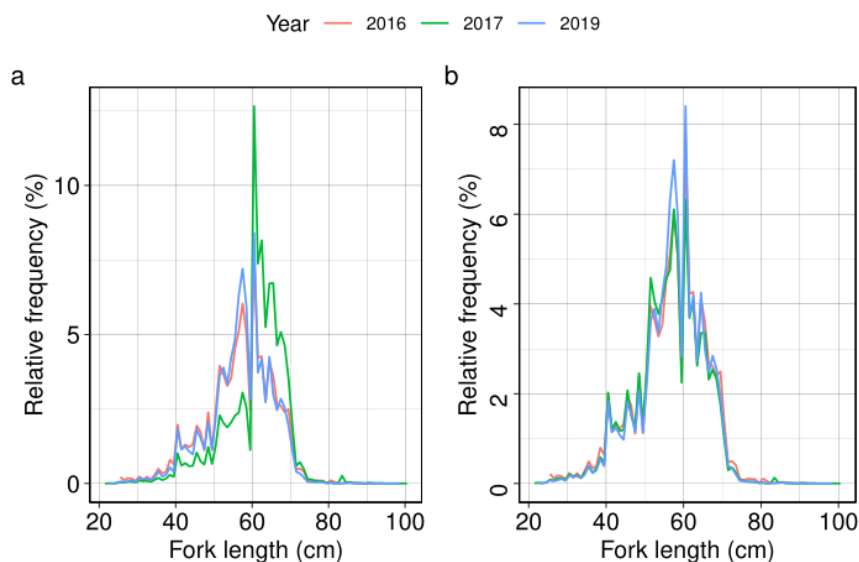 Year 2016 2017 2019
a
b
Relative frequency (%)
0
5
10
20 40 60 80 100
Fork length (cm)
Relative frequency (%)
0
2
4
6
8
20 40 60 80 100
Fork length (cm)